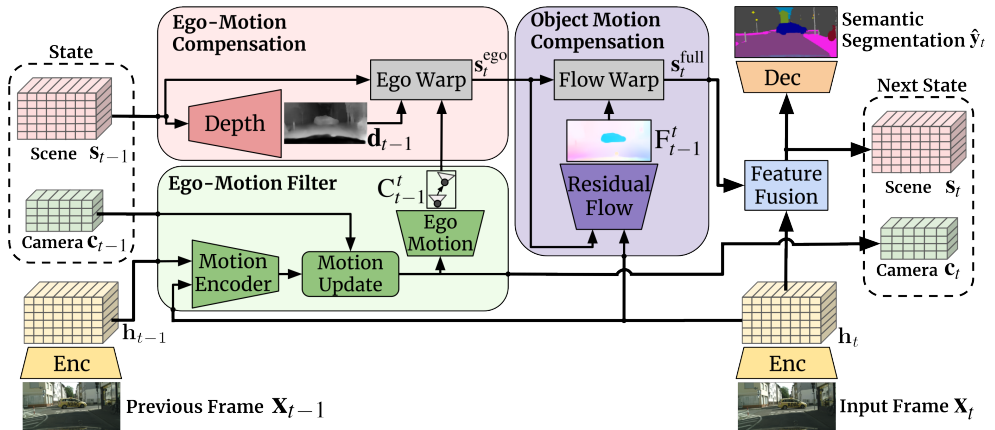 Ego-Motion
Compensation
Object Motion
Compensation
Semantic
Segmentation ŷ_t
State
s_t^ego
s_t^full
Ego Warp
Flow Warp
Dec
Next State
Depth
d_{t-1}
F_{t-1}^t
Scene s_{t-1}
Ego-Motion Filter
C_{t-1}^t
Residual
Flow
Feature
Fusion
Scene s_t
Ego
Motion
Camera c_{t-1}
Motion
Encoder
Motion
Update
Camera c_t
h_{t-1}
h_t
Enc
Enc
Previous Frame X_{t-1}
Input Frame X_t